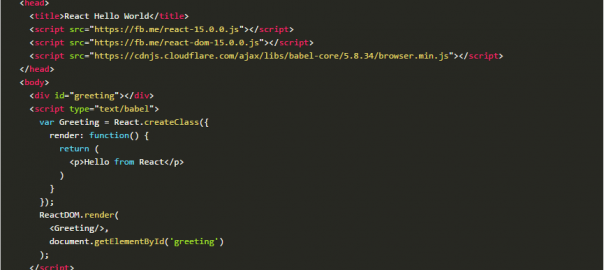 <head>
<title>React Hello World</title>
<script src="https://fb.me/react-15.0.0.js"></script>
<script src="https://fb.me/react-dom-15.0.0.js"></script>
<script src="https://cdnjs.cloudflare.com/ajax/libs/babel-core/5.8.34/browser.min.js"></script>
</head>
<body>
<div id="greeting"></div>
<script type="text/babel">
var Greeting = React.createClass({
render: function() {
return (
<p>Hello from React</p>
)
}
});
ReactDOM.render(
<Greeting/>,
document.getElementById('greeting')
);
</script>